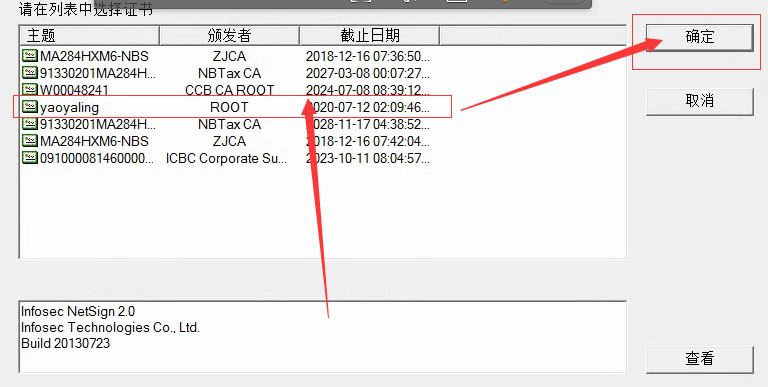 请在列表中选择证书
主题 颁发者 截止日期
MA284HXM6-NBS ZJCA 2018-12-16 07:36:50...
91330201MA284H... NBTax CA 2027-03-08 00:07:27...
W00048241 CCB CA ROOT 2024-07-08 08:39:12...
yaoyaling ROOT 2020-07-12 02:09:46...
91330201MA284H... NBTax CA 2028-11-17 04:38:52...
MA284HXM6-NBS ZJCA 2018-12-16 07:42:04...
091000081460000... ICBC Corporate Su... 2023-10-11 08:04:57...
确定
取消
Infosec NetSign 2.0
Infosec Technologies Co., Ltd.
Build 20130723
查看